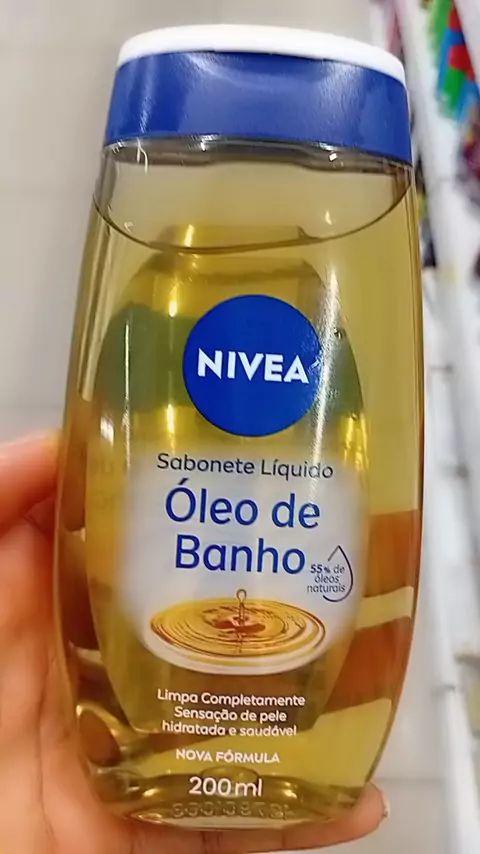 NIVEA
Sabonete Líquido
Óleo de
Banho
55% de
óleos
naturais
Limpa Completamente
Sensação de pele
hidratada e saudável
NOVA FÓRMULA
200ml